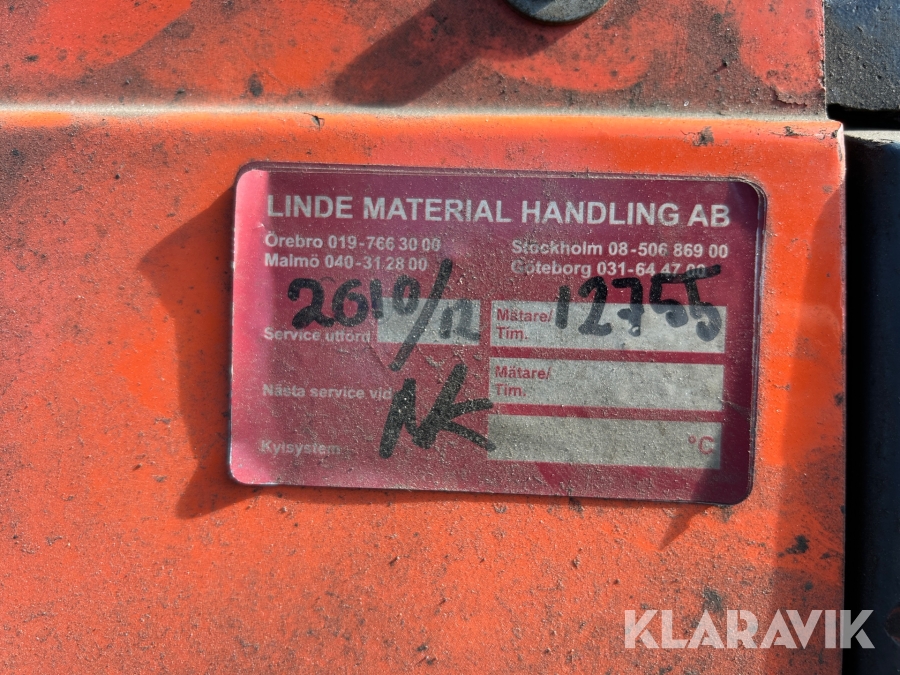 LINDE MATERIAL HANDLING AB
Örebro 019-766 30 00 Stockholm 08-506 869 00
Malmö 040-31 28 00 Göteborg 031-64 47 00
Service utförd 2610/12 Mätare/ Tim. 12755
Nästa service vid Mätare/ Tim.
NK
Kylsystem °C
KLARAVIK